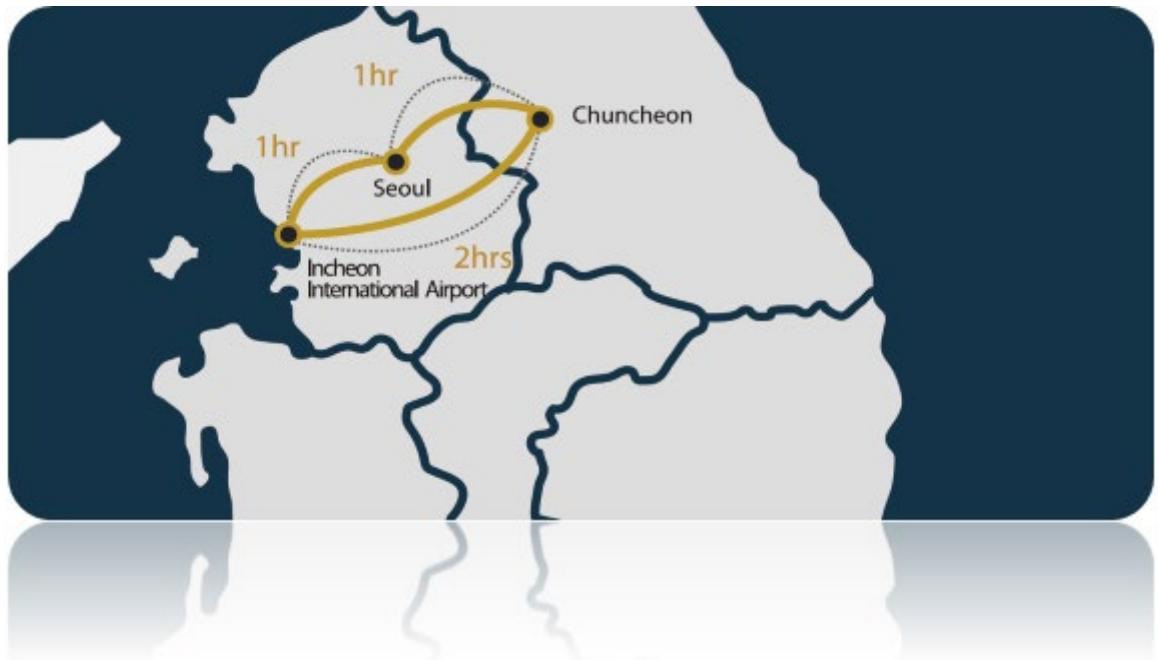 1hr
Chuncheon
1hr
Seoul
2hrs
Incheon
International Airport